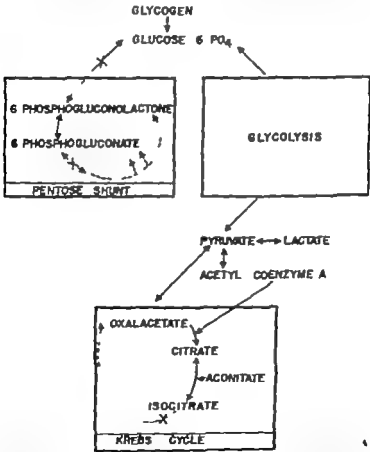 GLYCOGEN
GLUCOSE 6 PO4
6 PHOSPHOGLUCONOLACTONE
6 PHOSPHOGLUCONATE
PENTOSE SHUNT
GLYCOLYSIS
PYRUVATE LACTATE
ACETYL COENZYME A
OXALACETATE
CITRATE
ACONITATE
ISOCITRATE
KREBS CYCLE